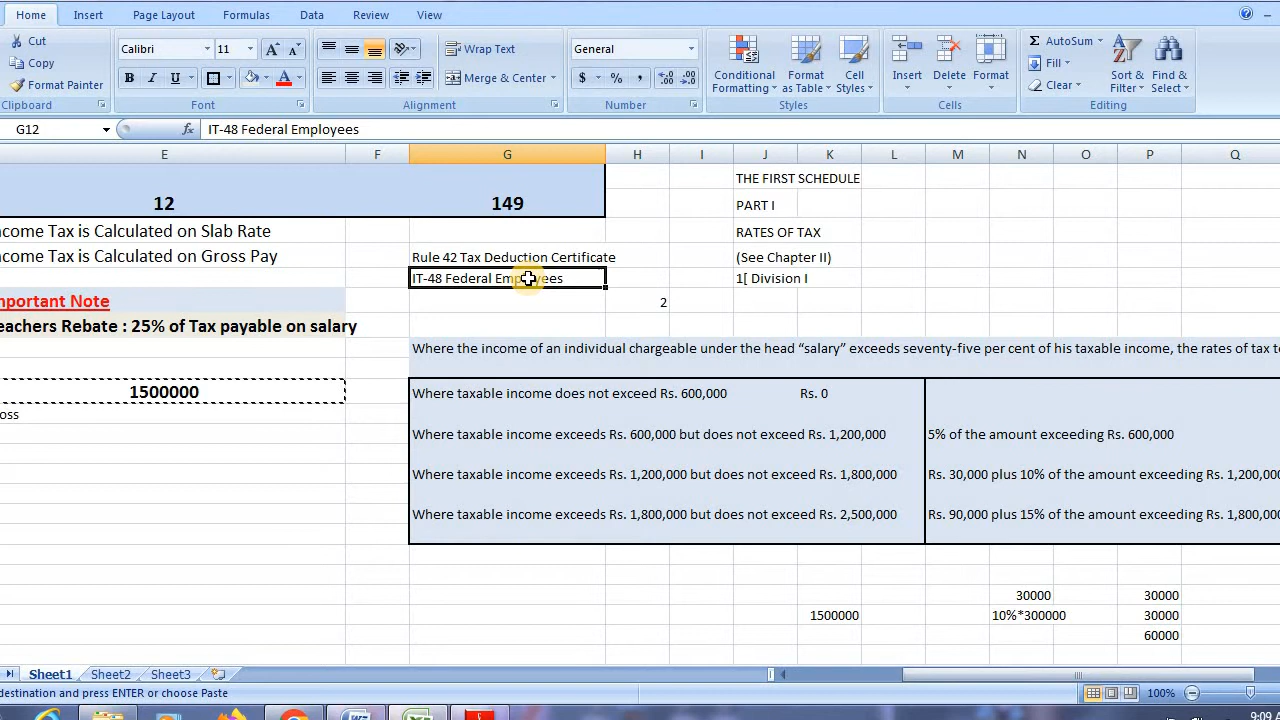 Home Insert Page Layout Formulas Data Review View
Cut Calibri 11 Wrap Text General AutoSum
Copy Conditional Format Cell Insert Delete Format Fill Sort & Find &
Format Painter B I U A Merge & Center $ % , Formatting as Table Styles Clear Filter Select
Clipboard Font Alignment Number Styles Cells Editing
G12 fx IT-48 Federal Employees
E F G H I J K L M N O P Q
THE FIRST SCHEDULE
12 149 PART I
ncome Tax is Calculated on Slab Rate RATES OF TAX
ncome Tax is Calculated on Gross Pay Rule 42 Tax Deduction Certificate (See Chapter II)
IT-48 Federal Employees 1[ Division I
mportant Note 2
eachers Rebate : 25% of Tax payable on salary
Where the income of an individual chargeable under the head “salary” exceeds seventy-five per cent of his taxable income, the rates of tax t
1500000 Where taxable income does not exceed Rs. 600,000 Rs. 0
oss
Where taxable income exceeds Rs. 600,000 but does not exceed Rs. 1,200,000 5% of the amount exceeding Rs. 600,000
Where taxable income exceeds Rs. 1,200,000 but does not exceed Rs. 1,800,000 Rs. 30,000 plus 10% of the amount exceeding Rs. 1,200,000
Where taxable income exceeds Rs. 1,800,000 but does not exceed Rs. 2,500,000 Rs. 90,000 plus 15% of the amount exceeding Rs. 1,800,000
30000 30000
1500000 10%*300000 30000
60000
Sheet1 Sheet2 Sheet3
destination and press ENTER or choose Paste 100%